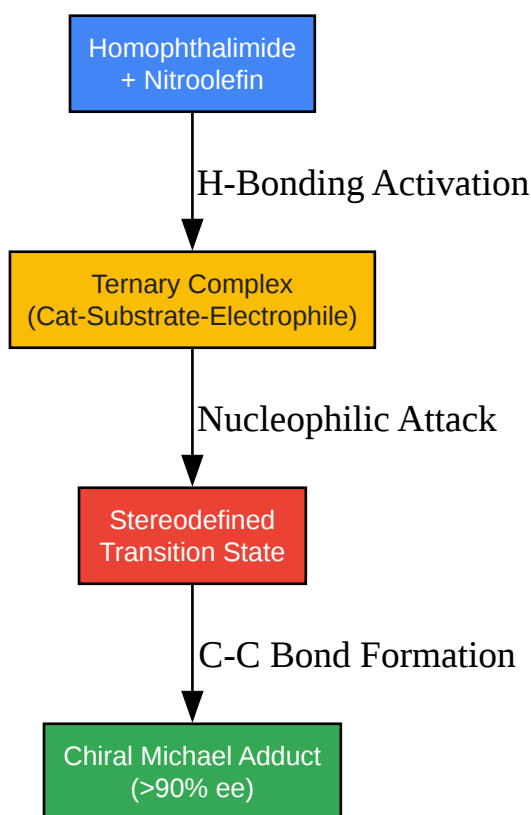 Homophthalimide
+ Nitroolefin
H-Bonding Activation
Ternary Complex
(Cat-Substrate-Electrophile)
Nucleophilic Attack
Stereodefined
Transition State
C-C Bond Formation
Chiral Michael Adduct
(>90% ee)